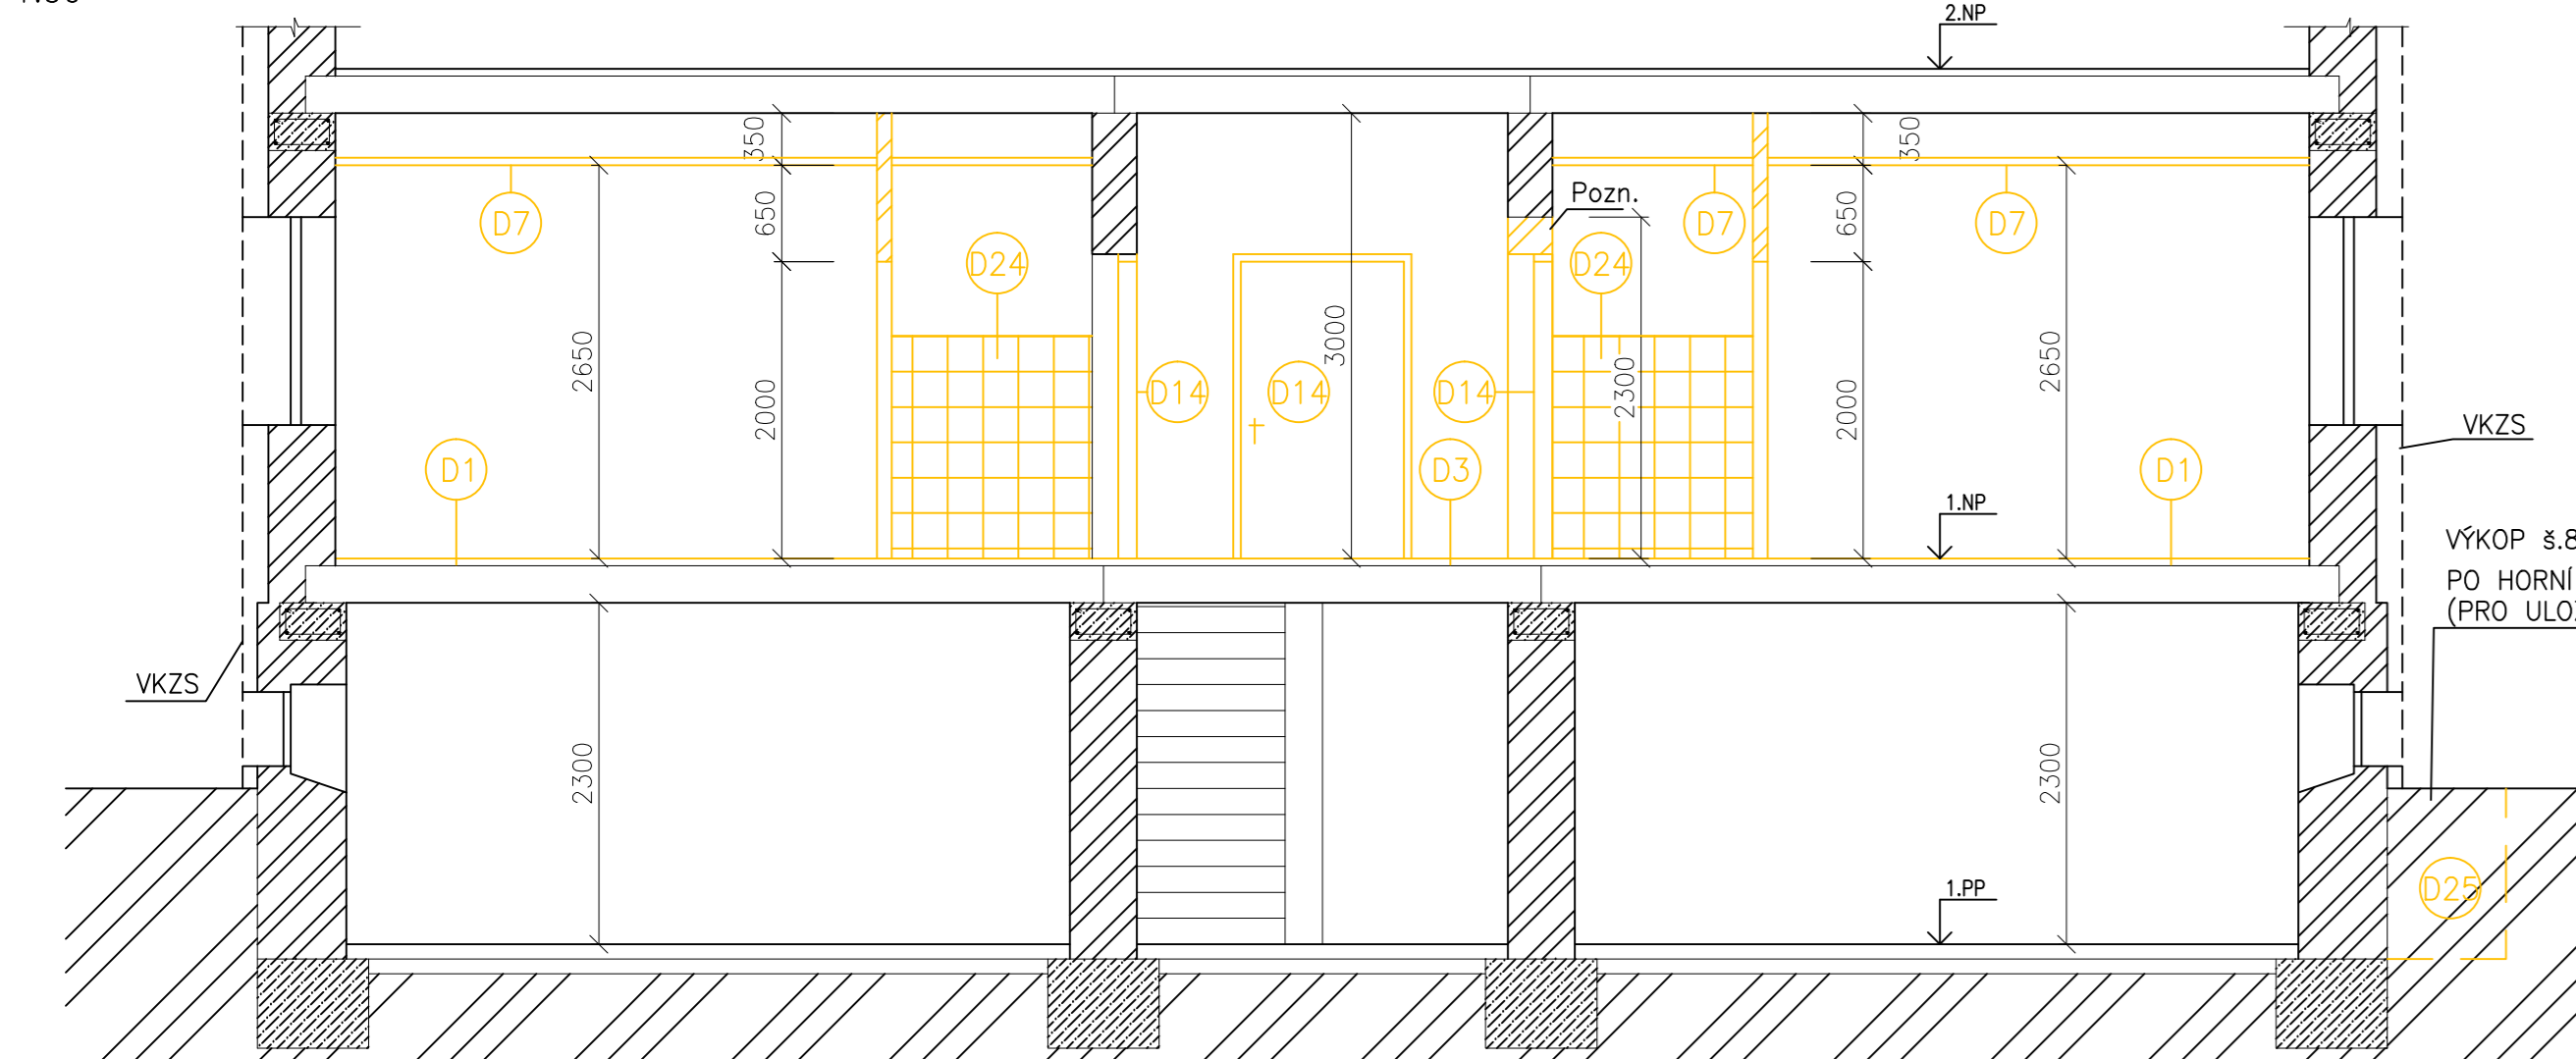 2.NP
350
350
650
650
Pozn.
D7
D7
D7
D24
D24
2650
2000
3000
2300
2000
2650
D14
D14
D14
D1
D3
D1
VKZS
1.NP
VÝKOP š.8
PO HORNÍ
(PRO ULO
VKZS
2300
2300
1.PP
D25